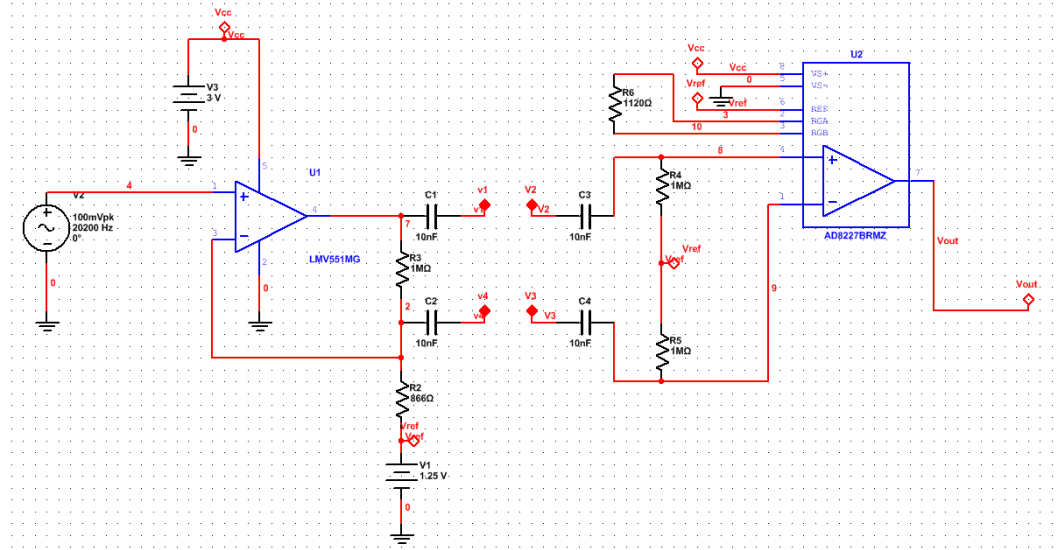 Vcc
Vcc
V3
3 V
0
U1
5
4
V2
100mVpk
20200 Hz
0°
0
1
3
4
2
LMV551MG
0
7
C1
10nF
v1
v1
R3
1MΩ
2
C2
10nF
v4
v4
R2
866Ω
Vref
Vref
V1
1.25 V
0
V2
V2
C3
10nF
V3
V3
C4
10nF
R6
1120Ω
Vcc
Vcc
0
Vref
Vref
3
10
8
R4
1MΩ
Vref
Vref
R5
1MΩ
9
U2
8
5
6
2
3
4
1
VS+
VS-
REF
RGA
RGB
7
AD8227BRMZ
Vout
Vout